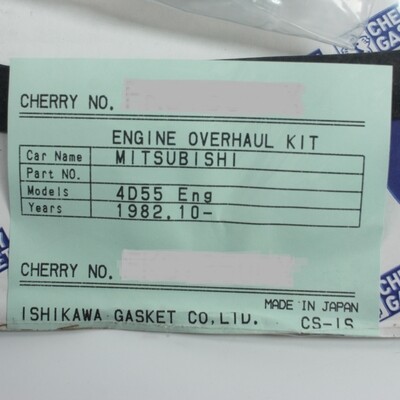 CHERRY NO.
ENGINE OVERHAUL KIT
Car Name MITSUBISHI
Part NO.
Models 4D55 Eng
Years 1982,10-
CHERRY NO.
MADE IN JAPAN
ISHIKAWA GASKET CO,LTD. CS-1S